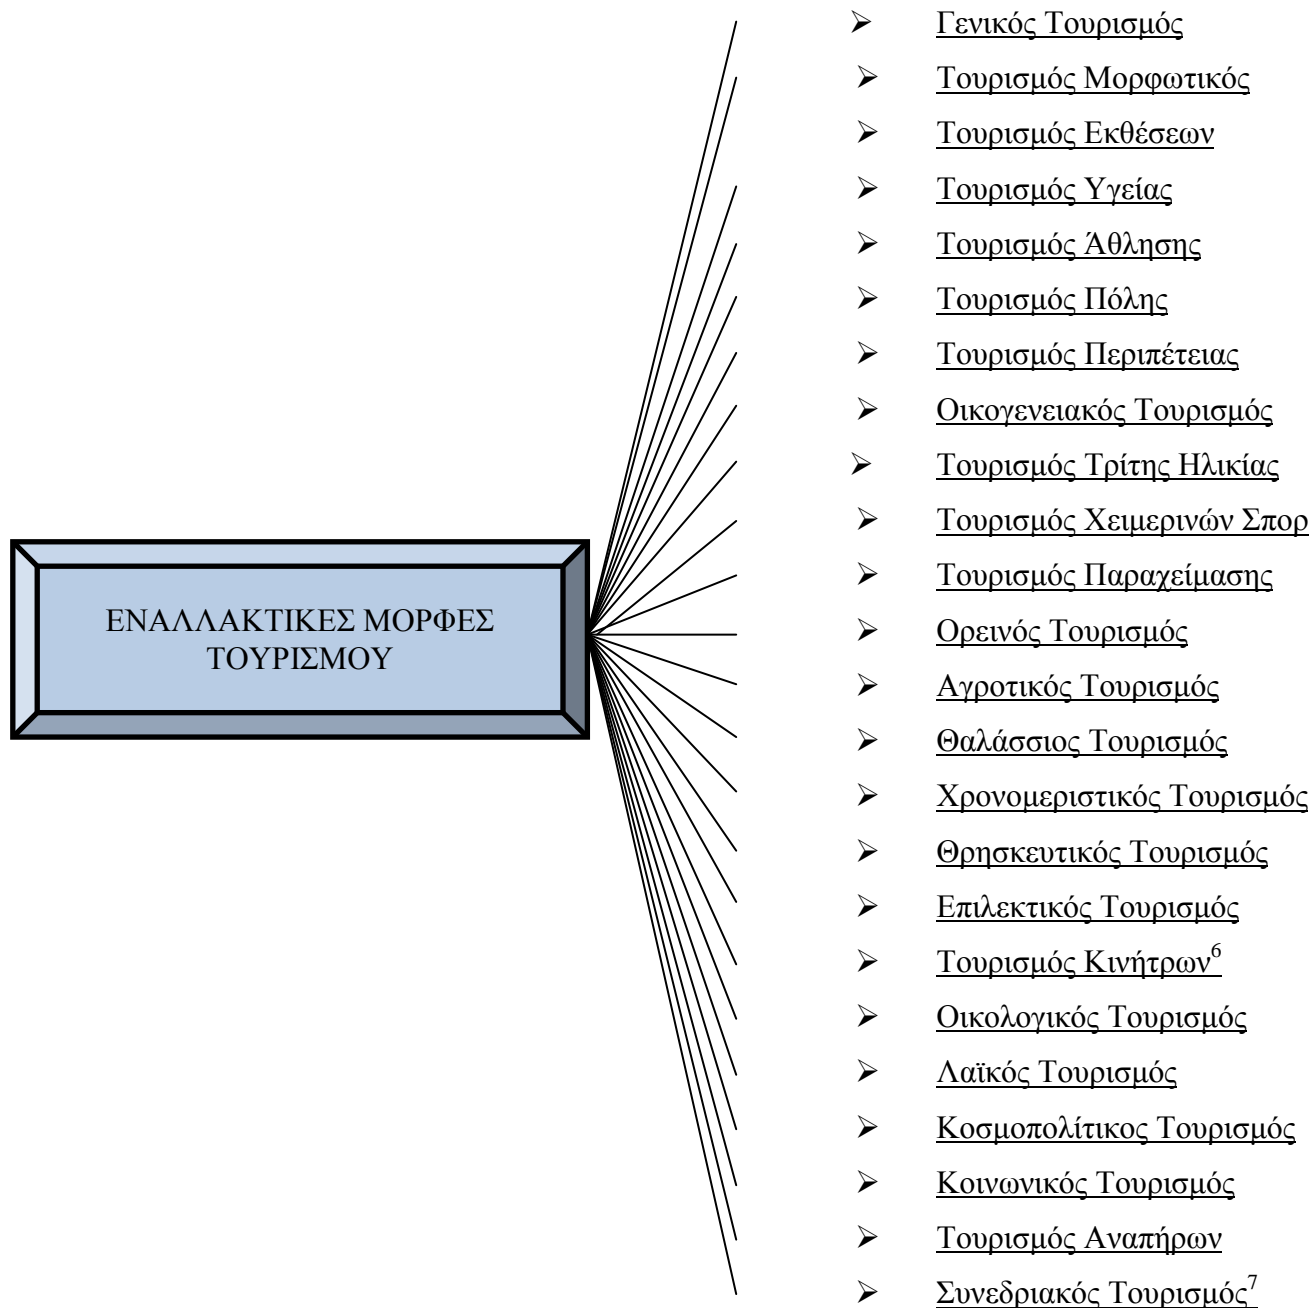 ➢ Γενικός Τουρισμός
➢ Τουρισμός Μορφωτικός
➢ Τουρισμός Εκθέσεων
➢ Τουρισμός Υγείας
➢ Τουρισμός Άθλησης
➢ Τουρισμός Πόλης
➢ Τουρισμός Περιπέτειας
➢ Οικογενειακός Τουρισμός
➢ Τουρισμός Τρίτης Ηλικίας
➢ Τουρισμός Χειμερινών Σπορ
➢ Τουρισμός Παραχείμασης
ΕΝΑΛΛΑΚΤΙΚΕΣ ΜΟΡΦΕΣ
ΤΟΥΡΙΣΜΟΥ
➢ Ορεινός Τουρισμός
➢ Αγροτικός Τουρισμός
➢ Θαλάσσιος Τουρισμός
➢ Χρονομεριστικός Τουρισμός
➢ Θρησκευτικός Τουρισμός
➢ Επιλεκτικός Τουρισμός
➢ Τουρισμός Κινήτρων⁶
➢ Οικολογικός Τουρισμός
➢ Λαϊκός Τουρισμός
➢ Κοσμοπολίτικος Τουρισμός
➢ Κοινωνικός Τουρισμός
➢ Τουρισμός Αναπήρων
➢ Συνεδριακός Τουρισμός⁷